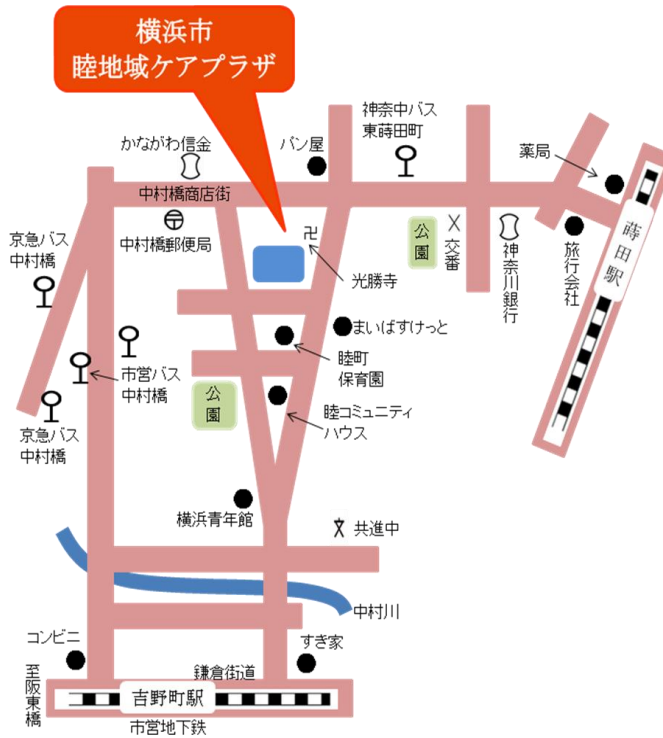 横浜市
睦地域ケアプラザ
神奈中バス
東蒔田町
かながわ信金
パン屋
薬局
中村橋商店街
中村橋郵便局
京急バス
中村橋
公園
交番
神奈川銀行
旅行会社
蒔田駅
卍
光勝寺
まいばすけっと
睦町
保育園
市営バス
中村橋
公園
睦コミュニティ
ハウス
京急バス
中村橋
横浜青年館
共進中
中村川
コンビニ
すき家
至阪東橋
鎌倉街道
吉野町駅
市営地下鉄